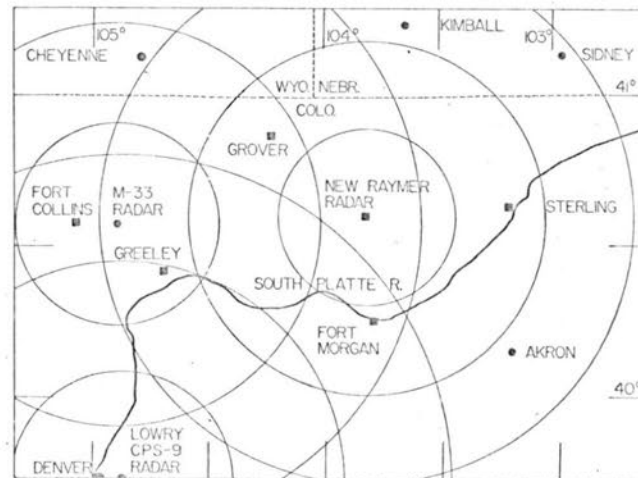 105°
104°
KIMBALL
103°
CHEYENNE
SIDNEY
WYO. NEBR.
41°
COLO.
GROVER
FORT
COLLINS
M-33
RADAR
NEW RAYMER
RADAR
STERLING
GREELEY
SOUTH PLATTE R.
FORT
MORGAN
AKRON
40°
LOWRY
CPS-9
RADAR
DENVER